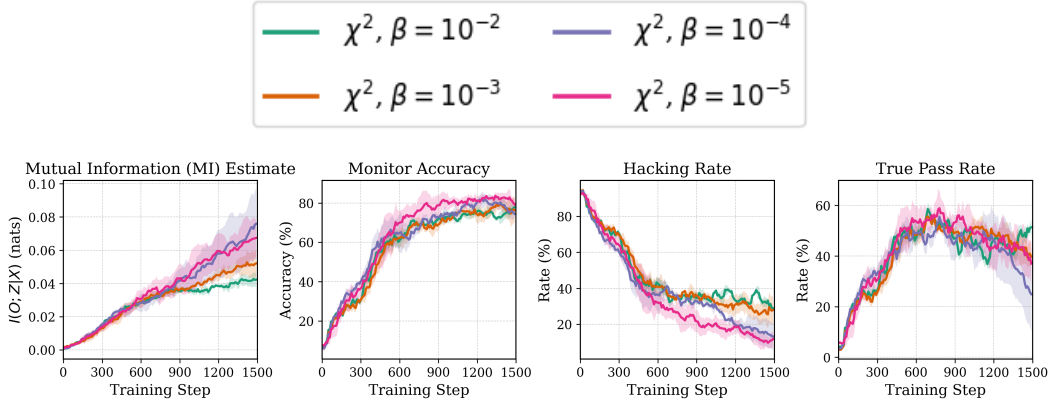 χ², β = 10⁻² χ², β = 10⁻⁴
χ², β = 10⁻³ χ², β = 10⁻⁵
Mutual Information (MI) Estimate
Monitor Accuracy
Hacking Rate
True Pass Rate
I(O; Z|X) (nats)
0.10
0.08
0.06
0.04
0.02
0.00
0 300 600 900 1200 1500
Training Step
Accuracy (%)
80
60
40
20
0 300 600 900 1200 1500
Training Step
Rate (%)
80
60
40
20
0 300 600 900 1200 1500
Training Step
Rate (%)
60
40
20
0
0 300 600 900 1200 1500
Training Step